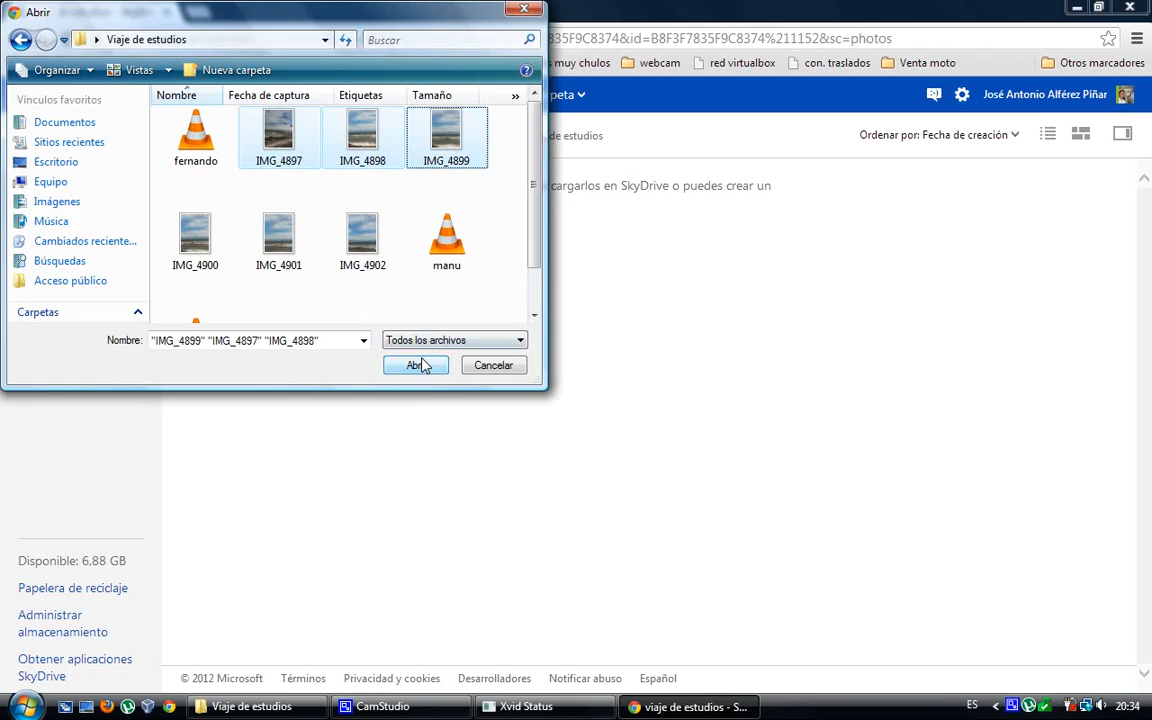 Abrir
Viaje de estudios
Buscar
835F9C8374&id=B8F3F7835F9C8374%211152&sc=photos
Organizar
Vistas
Nueva carpeta
muy chulos
webcam
red virtualbox
con. traslados
Venta moto
Otros marcadores
Vínculos favoritos
Nombre
Fecha de captura
Etiquetas
Tamaño
»
José Antonio Alférez Piñar
Documentos
Sitios recientes
Escritorio
Equipo
Imágenes
Música
Cambiados reciente...
Búsquedas
Acceso público
Carpetas
fernando
IMG_4897
IMG_4898
IMG_4899
de estudios
Ordenar por: Fecha de creación
cargarlos en SkyDrive o puedes crear un
IMG_4900
IMG_4901
IMG_4902
manu
Nombre:
"IMG_4899" "IMG_4897" "IMG_4898"
Todos los archivos
Cancelar
Disponible: 6,88 GB
Papelera de reciclaje
Administrar
almacenamiento
Obtener aplicaciones
SkyDrive
© 2012 Microsoft
Términos
Privacidad y cookies
Desarrolladores
Notificar abuso
Español
Viaje de estudios
CamStudio
Xvid Status
viaje de estudios - S...
ES
20:34